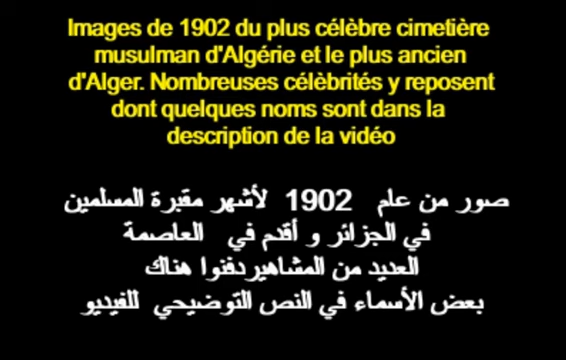 Images de 1902 du plus célèbre cimetière
musulman d'Algérie et le plus ancien
d'Alger. Nombreuses célèbrités y reposent
dont quelques noms sont dans la
description de la vidéo
صور من عام 1902 لأشهر مقبرة المسلمين
في الجزائر و أقدم في العاصمة
العديد من المشاهيردفنوا هناك
بعض الأسماء في النص التوضيحي للفيديو